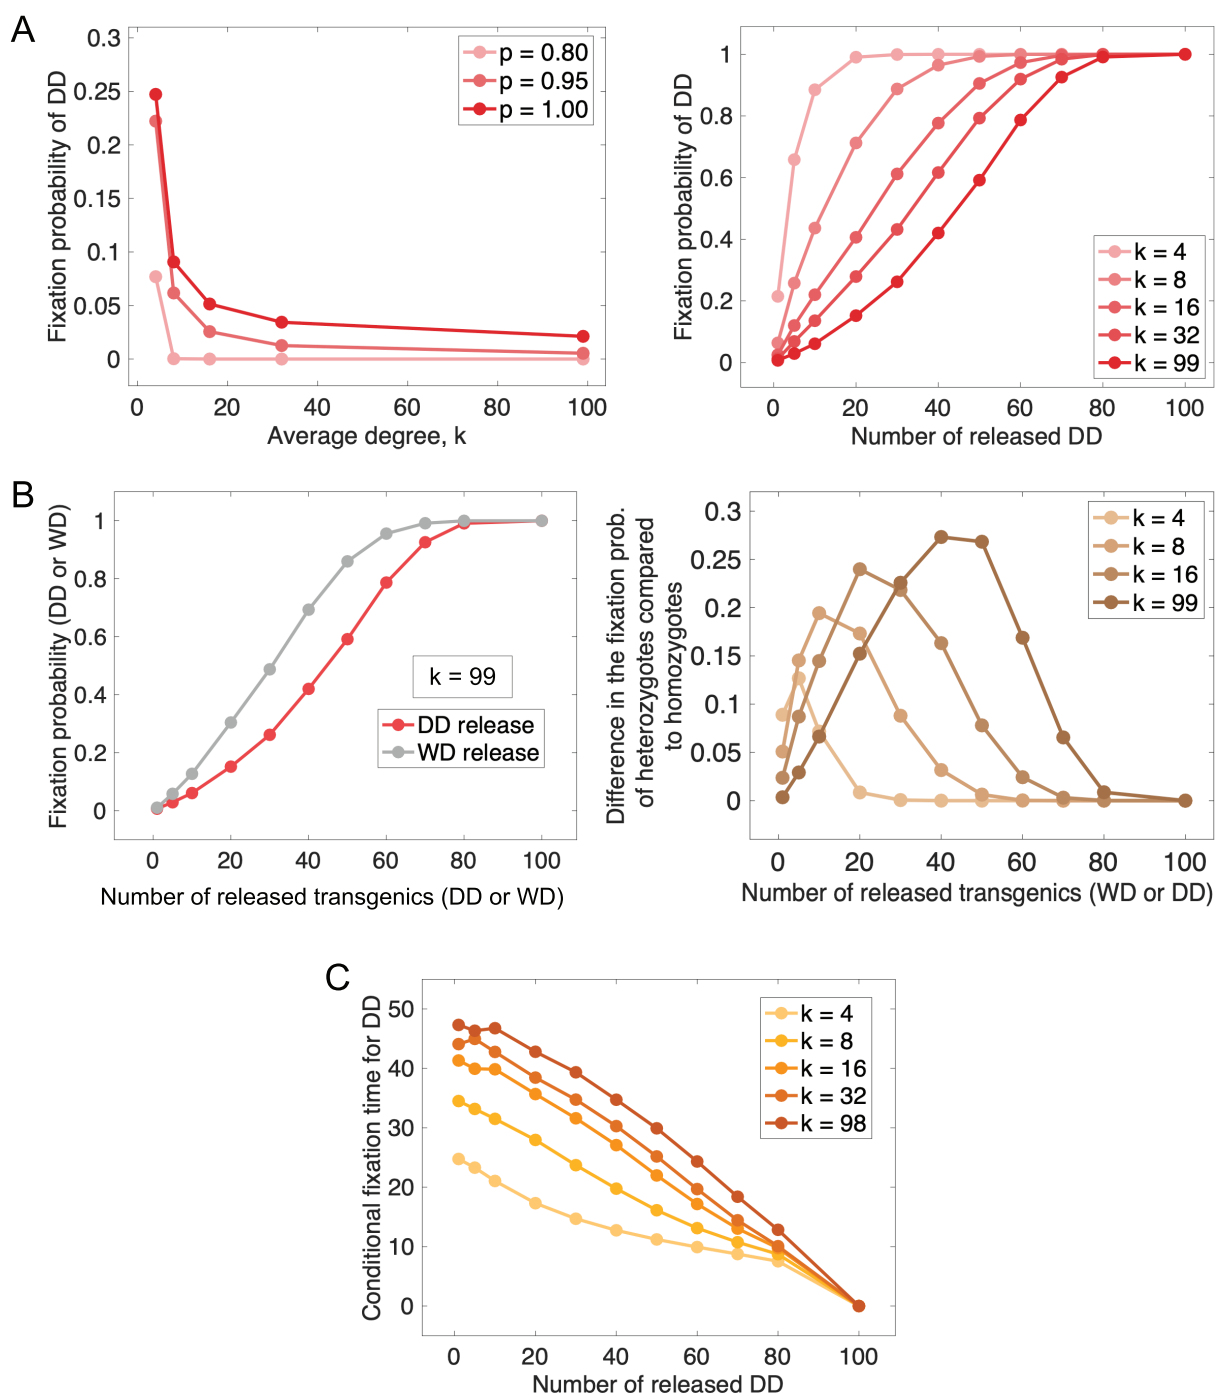 A
0.3
0.25
0.2
0.15
0.1
0.05
0
0 20 40 60 80 100
Fixation probability of DD
Average degree, k
p = 0.80
p = 0.95
p = 1.00
1
0.8
0.6
0.4
0.2
0
0 20 40 60 80 100
Fixation probability of DD
Number of released DD
k = 4
k = 8
k = 16
k = 32
k = 99
B
1
0.8
0.6
0.4
0.2
0
0 20 40 60 80 100
Fixation probability (DD or WD)
Number of released transgenics (DD or WD)
k = 99
DD release
WD release
0.3
0.25
0.2
0.15
0.1
0.05
0
0 20 40 60 80 100
Difference in the fixation prob.
of heterozygotes compared
to homozygotes
Number of released transgenics (WD or DD)
k = 4
k = 8
k = 16
k = 99
C
50
40
30
20
10
0
0 20 40 60 80 100
Conditional fixation time for DD
Number of released DD
k = 4
k = 8
k = 16
k = 32
k = 98